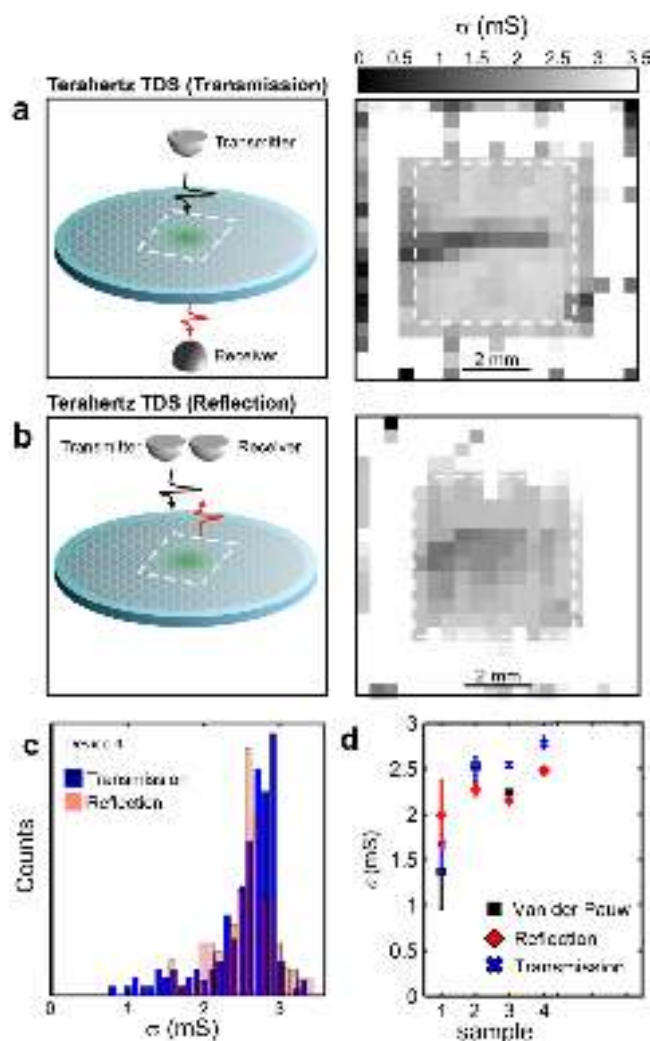 σ (mS)
0 0.5 1 1.5 2 2.5 3 3.5
Terahertz TDS (Transmission)
a
Transmitter
Receiver
2 mm
Terahertz TDS (Reflection)
b
Transmitter Receiver
2 mm
c
Transmission
Reflection
Counts
0 1 2 3
σ (mS)
d
3
2.5
2
1.5
1
0.5
0
σ (mS)
Van der Pauw
Reflection
Transmission
1 2 3 4
sample